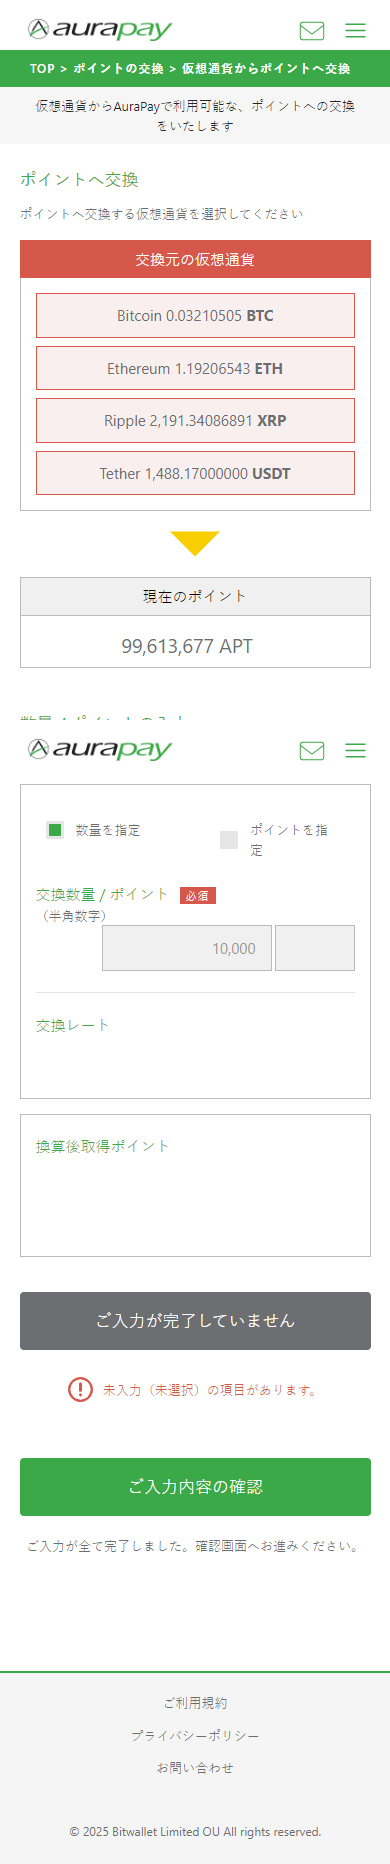 aurapay
TOP > ポイントの交換 > 仮想通貨からポイントへ交換
仮想通貨からAuraPayで利用可能な、ポイントへの交換
をいたします
ポイントへ交換
ポイントへ交換する仮想通貨を選択してください
交換元の仮想通貨
Bitcoin 0.03210505 BTC
Ethereum 1.19206543 ETH
Ripple 2,191.34086891 XRP
Tether 1,488.17000000 USDT
現在のポイント
99,613,677 APT
数量 / ポイントの入力
aurapay
数量を指定
ポイントを指
定
交換数量 / ポイント 必須
（半角数字）
10,000
交換レート
換算後取得ポイント
ご入力が完了していません
未入力（未選択）の項目があります。
ご入力内容の確認
ご入力が全て完了しました。確認画面へお進みください。
ご利用規約
プライバシーポリシー
お問い合わせ
© 2025 Bitwallet Limited OU All rights reserved.